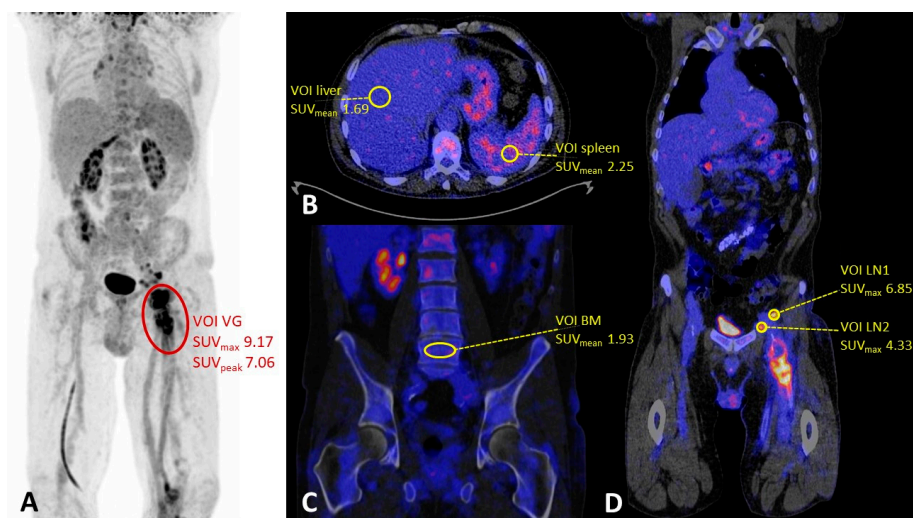 VOI VG
SUVmax 9.17
SUVpeak 7.06
A
VOI liver
SUVmean 1.69
VOI spleen
SUVmean 2.25
B
VOI BM
SUVmean 1.93
C
VOI LN1
SUVmax 6.85
VOI LN2
SUVmax 4.33
D